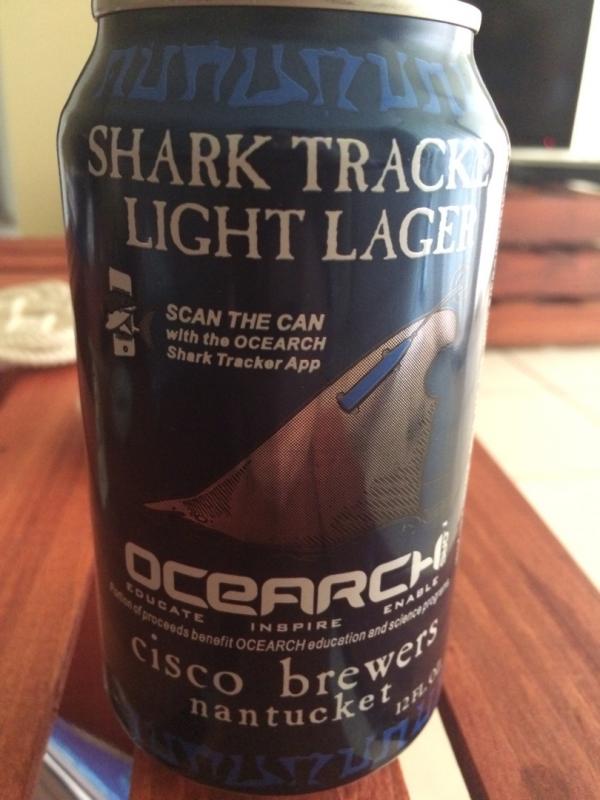 SHARK TRACKE
LIGHT LAGER
SCAN THE CAN
with the OCEARCH
Shark Tracker App
OCEARCH
EDUCATE INSPIRE ENABLE
Portion of proceeds benefit OCEARCH education and science programs
cisco brewers
nantucket 12 FL. OZ